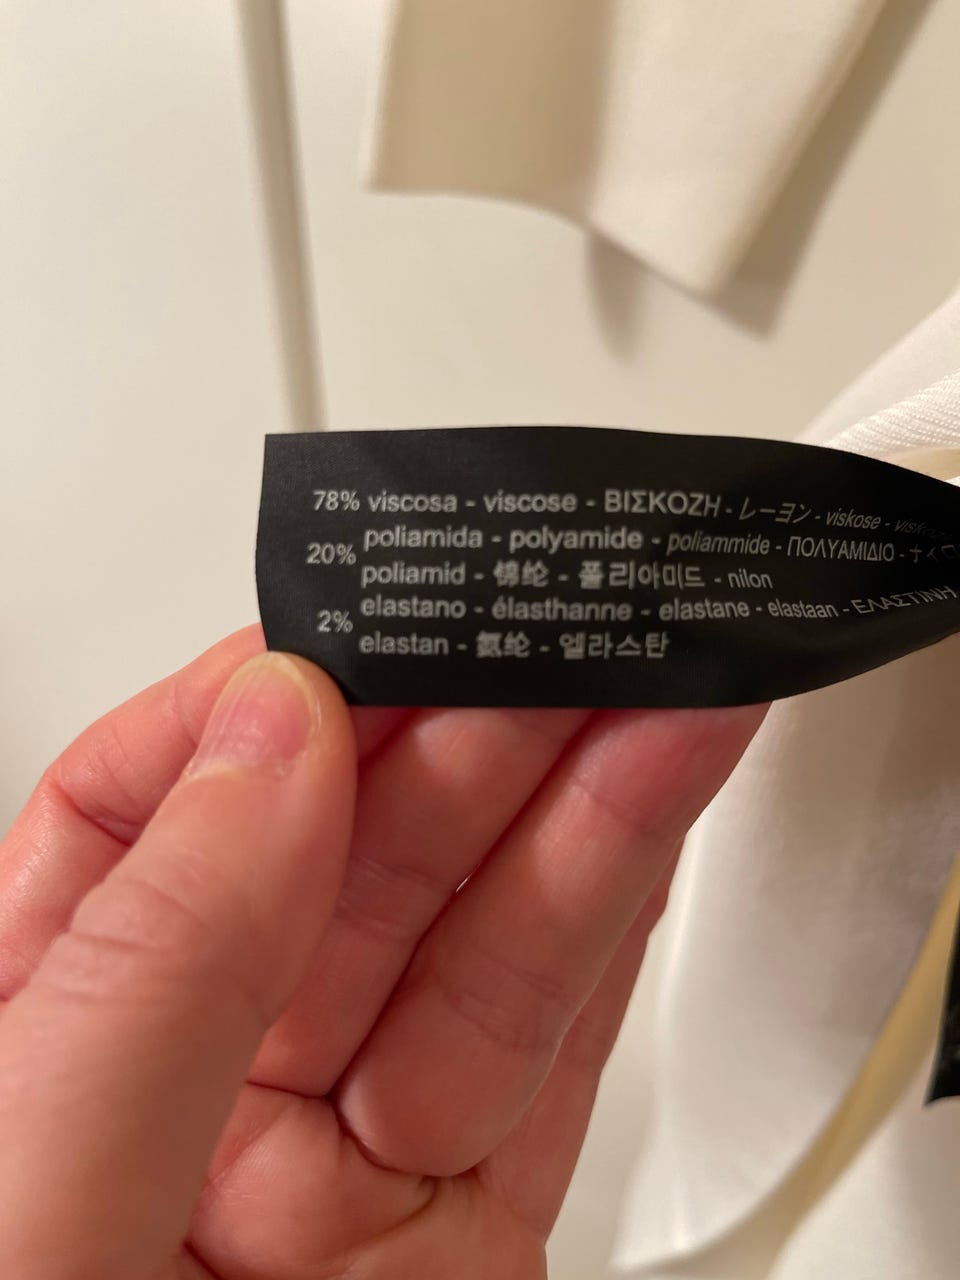 78% viscosa - viscose - ΒΙΣΚΟΖΗ - レーヨン - viskose -
20% poliamida - polyamide - poliammide - ΠΟΛΥΑΜΙΔΙΟ -
poliamid - 锦纶 - 폴리아미드 - nilon
2% elastano - élasthanne - elastane - elastaan - ΕΛΑΣΤΙΝΗ
elastan - 氨纶 - 엘라스탄